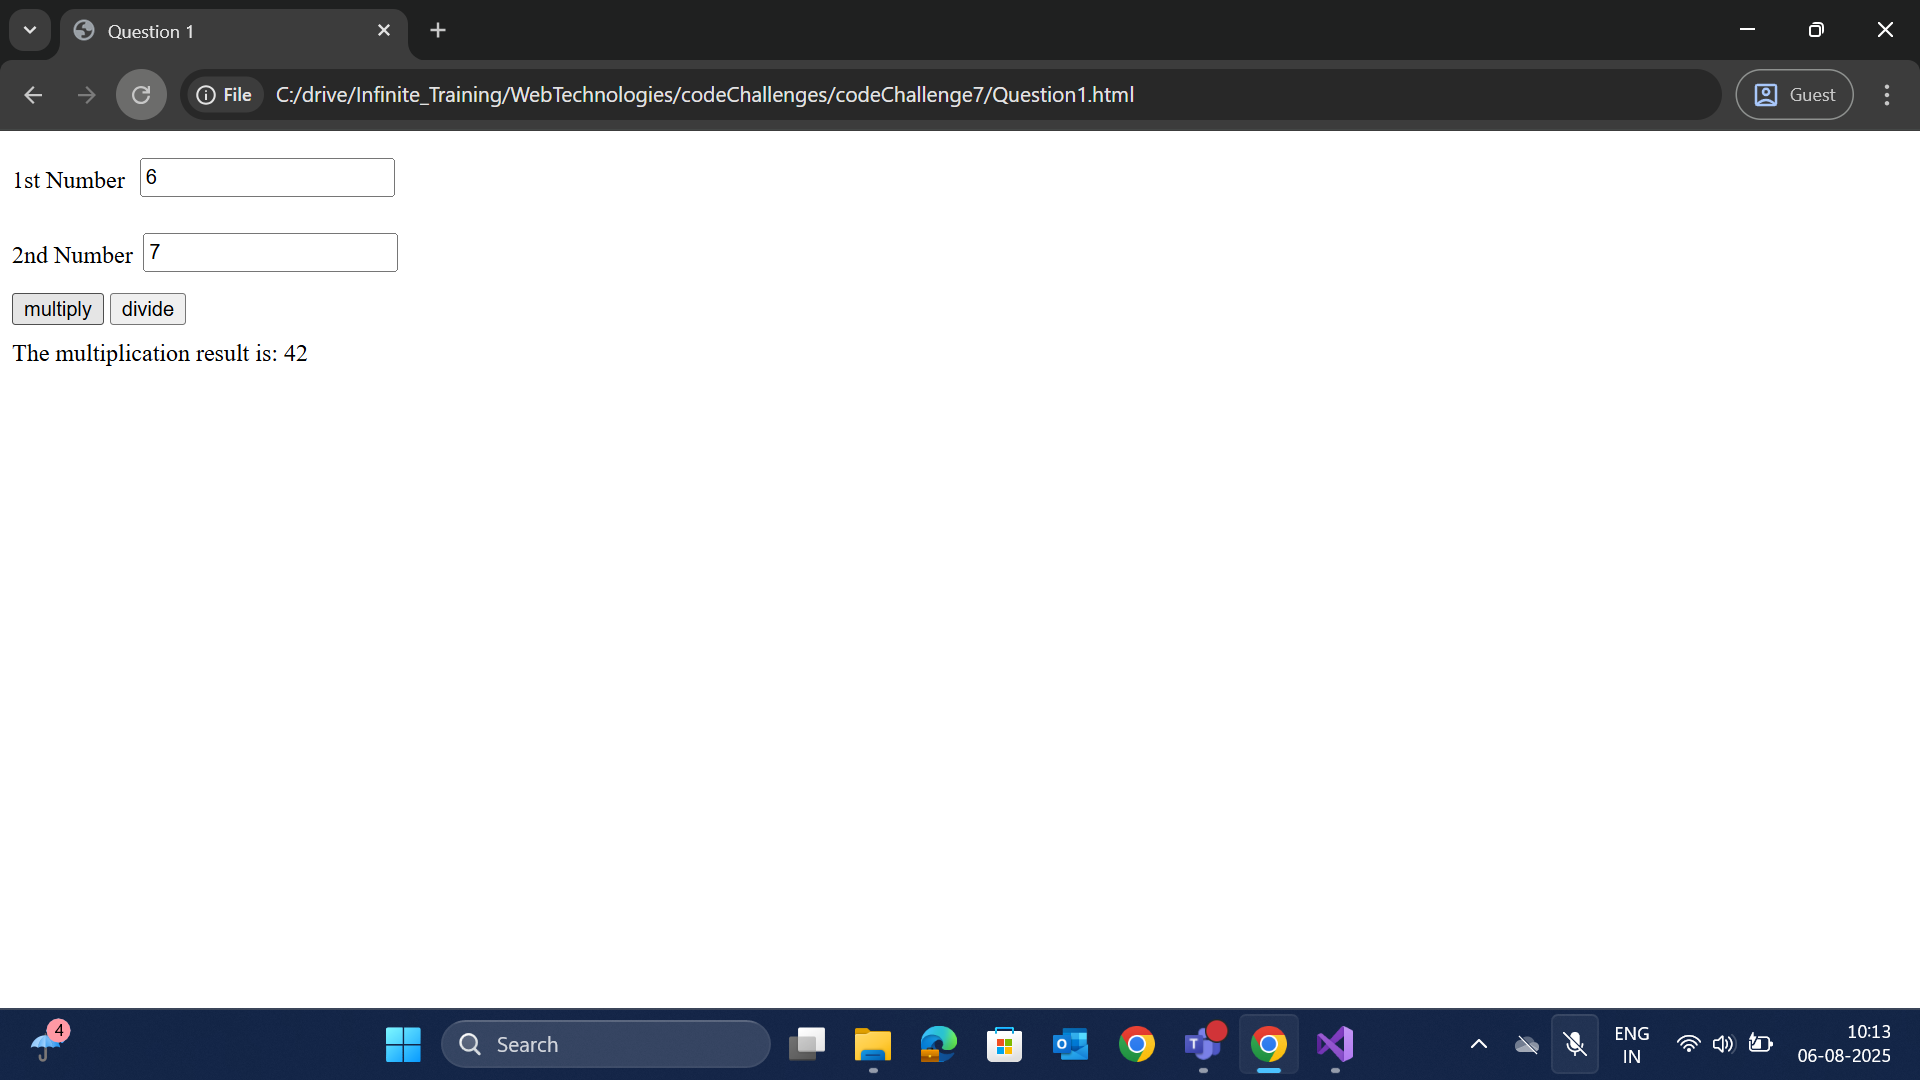 Question 1
File
C:/drive/Infinite_Training/WebTechnologies/codeChallenges/codeChallenge7/Question1.html
Guest
1st Number 6
2nd Number 7
multiply divide
The multiplication result is: 42
4
Search
ENG
IN
10:13
06-08-2025